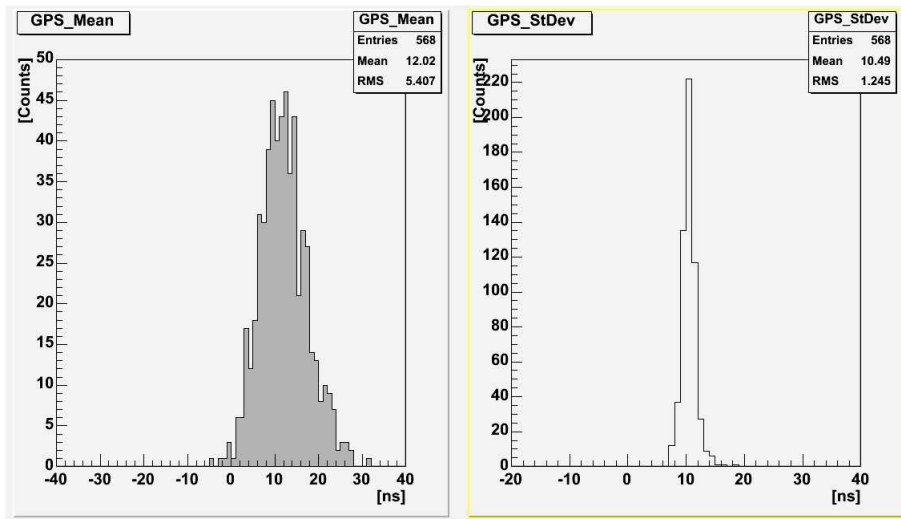 GPS_Mean
GPS_Mean
Entries 568
Mean 12.02
RMS 5.407
[Counts]
50
45
40
35
30
25
20
15
10
5
0
-40 -30 -20 -10 0 10 20 30 40
[ns]
GPS_StDev
GPS_StDev
Entries 568
Mean 10.49
RMS 1.245
[Counts]
220
200
180
160
140
120
100
80
60
40
20
0
-20 -10 0 10 20 30 40
[ns]